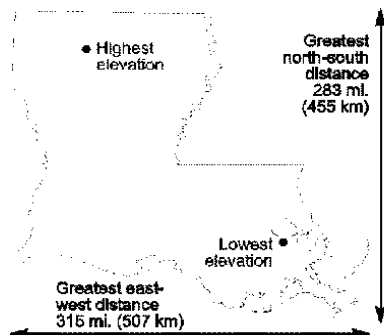 Highest
elevation
Greatest
north-south
distance
283 mi.
(455 km)
Lowest
elevation
Greatest east-
west distance
315 mi. (507 km)